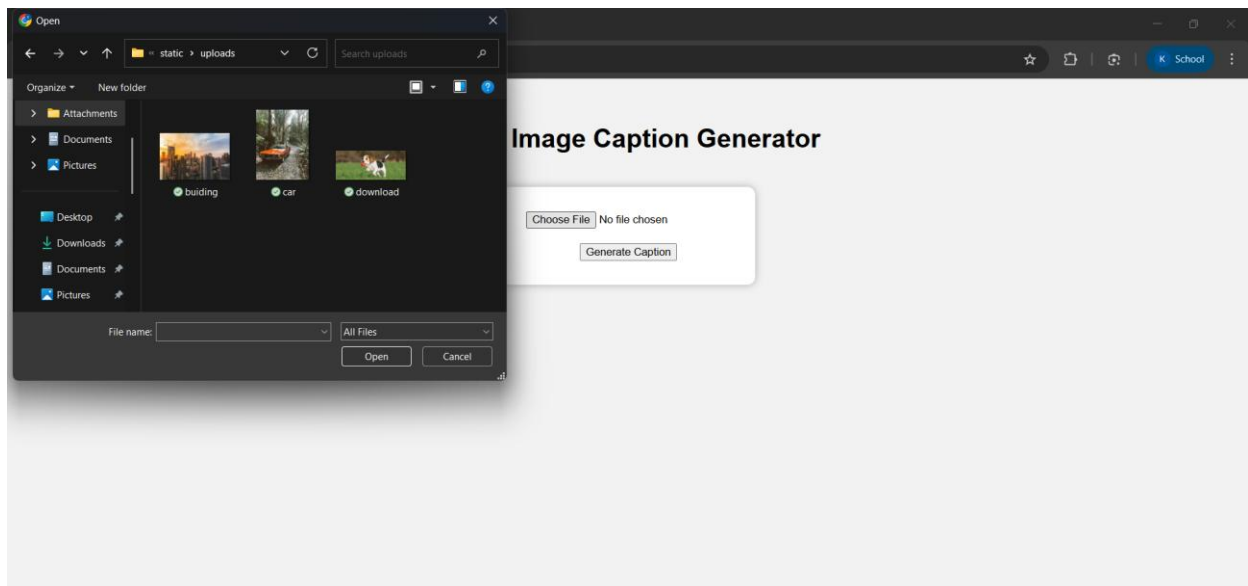 Open
static › uploads
Search uploads
Organize
New folder
Attachments
Documents
Pictures
Desktop
Downloads
Documents
Pictures
buiding
car
download
File name:
All Files
Open
Cancel
K School
Image Caption Generator
Choose File No file chosen
Generate Caption